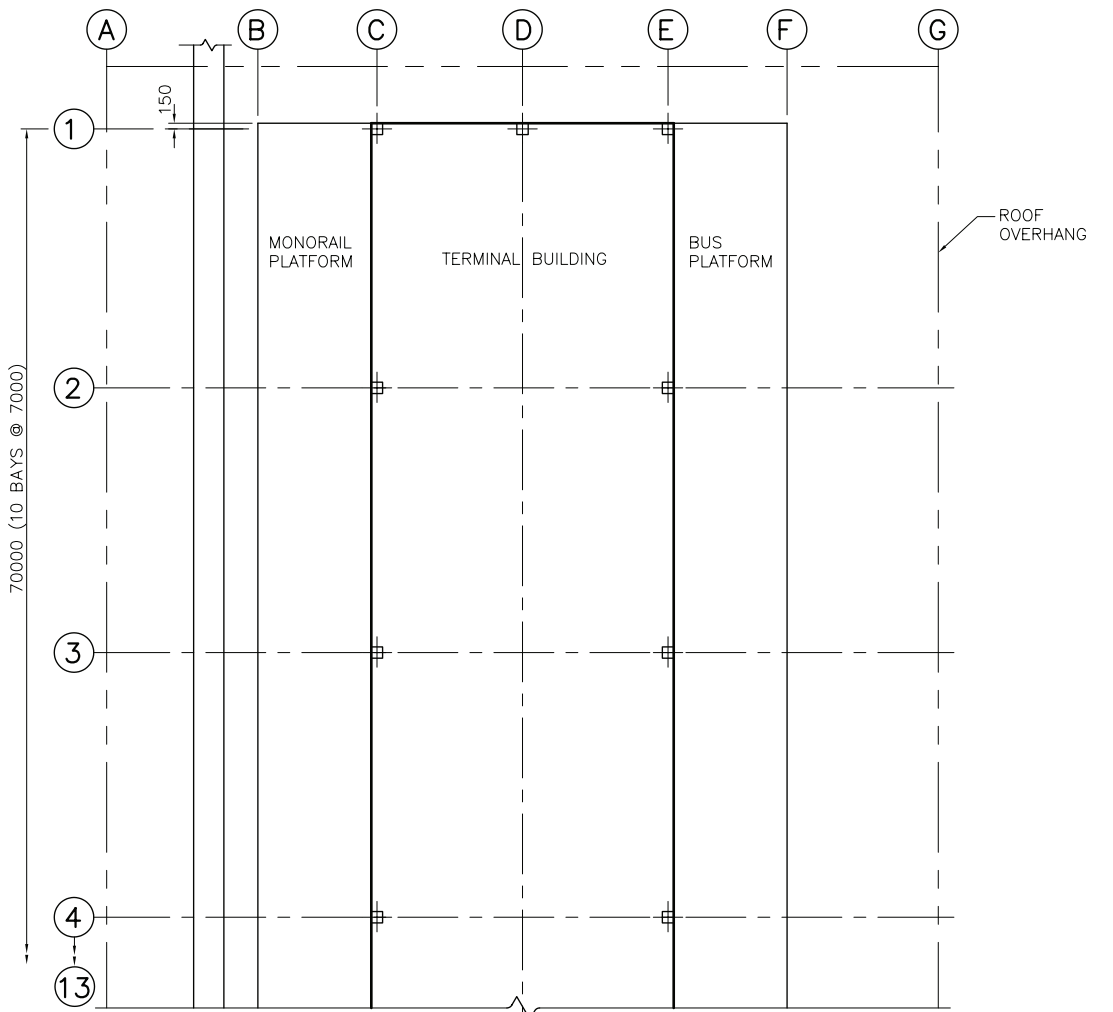 A B C D E F G
150
1
ROOF
OVERHANG
MONORAIL
PLATFORM
TERMINAL BUILDING
BUS
PLATFORM
2
70000 (10 BAYS @ 7000)
3
4
13